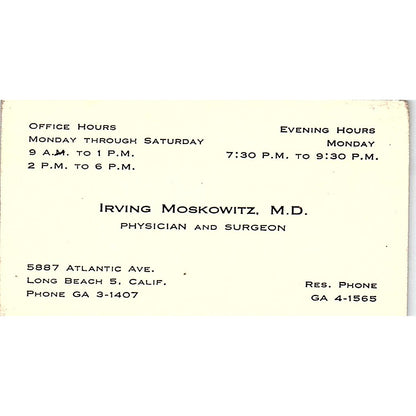 Office Hours
Monday through Saturday
9 A.M. to 1 P.M.
2 P.M. to 6 P.M.
Evening Hours
Monday
7:30 P.M. to 9:30 P.M.
Irving Moskowitz, M.D.
Physician and Surgeon
5887 Atlantic Ave.
Long Beach 5, Calif.
Phone GA 3-1407
Res. Phone
GA 4-1565